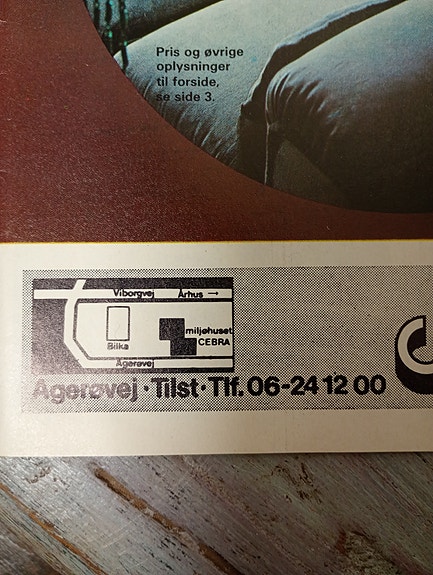 Pris og øvrige
oplysninger
til forside,
se side 3.
Viborgvej Århus →
miljøhuset
Bilka CEBRA
Agerøvej
Agerøvej · Tilst · Tlf. 06-24 12 00